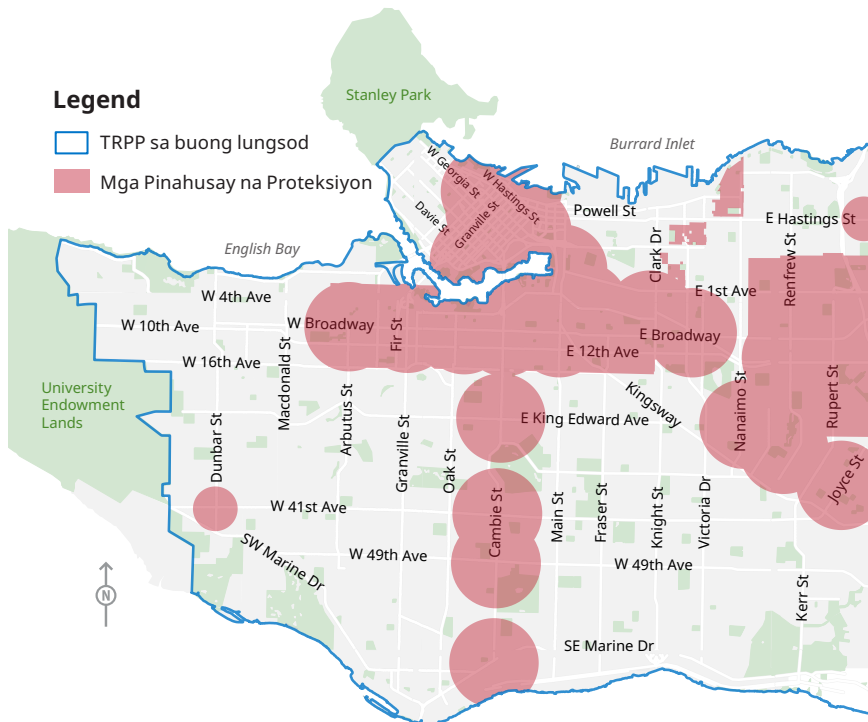 Stanley Park
Legend
TRPP sa buong lungsod
Mga Pinahusay na Proteksiyon
Burrard Inlet
W Georgia St
W Hastings St
Davie St
Granville St
Powell St
E Hastings St
English Bay
Clark Dr
Renfrew St
W 4th Ave
E 1st Ave
W 10th Ave
W Broadway
Fir St
E Broadway
W 16th Ave
E 12th Ave
Macdonald St
University
Endowment
Lands
Dunbar St
Arbutus St
Granville St
Oak St
E King Edward Ave
Kingsway
Nanaimo St
Rupert St
Joyce St
W 41st Ave
Cambie St
Main St
Fraser St
Knight St
Victoria Dr
SW Marine Dr
W 49th Ave
W 49th Ave
Kerr St
N
SE Marine Dr